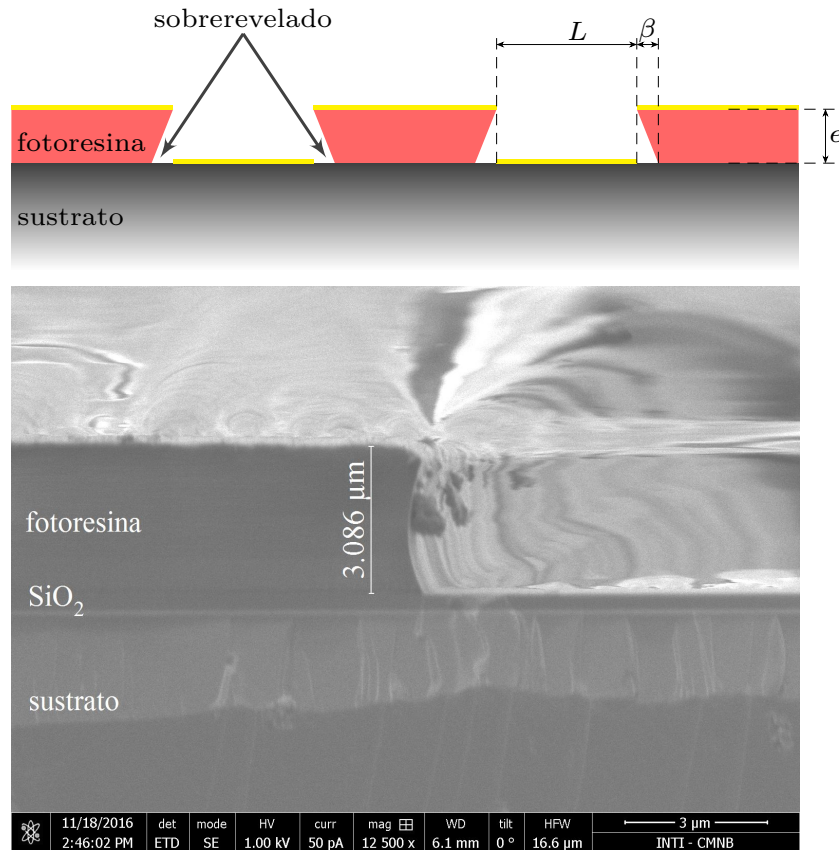 sobrerevelado
L
β
fotoresina
e
sustrato
3.086 µm
fotoresina
SiO2
sustrato
11/18/2016
2:46:02 PM
det
ETD
mode
SE
HV
1.00 kV
curr
50 pA
mag
12 500 x
WD
6.1 mm
tilt
0 °
HFW
16.6 µm
3 µm
INTI - CMNB